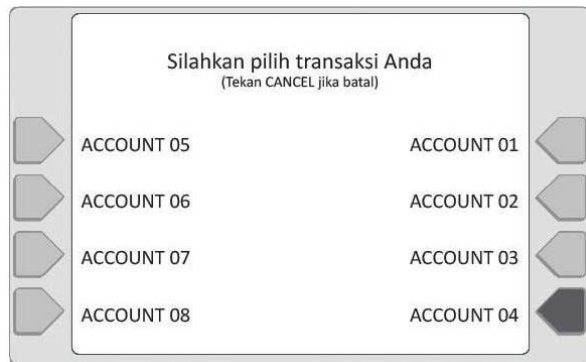 Silahkan pilih transaksi Anda
(Tekan CANCEL jika batal)
ACCOUNT 05 ACCOUNT 01
ACCOUNT 06 ACCOUNT 02
ACCOUNT 07 ACCOUNT 03
ACCOUNT 08 ACCOUNT 04